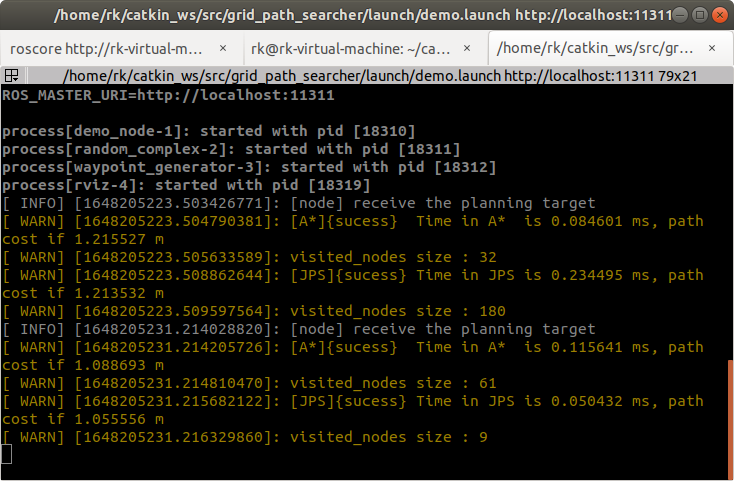 /home/rk/catkin_ws/src/grid_path_searcher/launch/demo.launch http://localhost:11311
roscore http://rk-virtual-m... ×
rk@rk-virtual-machine: ~/ca... ×
/home/rk/catkin_ws/src/gr... ×
/home/rk/catkin_ws/src/grid_path_searcher/launch/demo.launch http://localhost:11311 79x21
ROS_MASTER_URI=http://localhost:11311
process[demo_node-1]: started with pid [18310]
process[random_complex-2]: started with pid [18311]
process[waypoint_generator-3]: started with pid [18312]
process[rviz-4]: started with pid [18319]
[ INFO] [1648205223.503426771]: [node] receive the planning target
[ WARN] [1648205223.504790381]: [A*]{sucess}  Time in A*  is 0.084601 ms, path
cost if 1.215527 m
[ WARN] [1648205223.505633589]: visited_nodes size : 32
[ WARN] [1648205223.508862644]: [JPS]{sucess} Time in JPS is 0.234495 ms, path
cost if 1.213532 m
[ WARN] [1648205223.509597564]: visited_nodes size : 180
[ INFO] [1648205231.214028820]: [node] receive the planning target
[ WARN] [1648205231.214205726]: [A*]{sucess}  Time in A*  is 0.115641 ms, path
cost if 1.088693 m
[ WARN] [1648205231.214810470]: visited_nodes size : 61
[ WARN] [1648205231.215682122]: [JPS]{sucess} Time in JPS is 0.050432 ms, path
cost if 1.055556 m
[ WARN] [1648205231.216329860]: visited_nodes size : 9